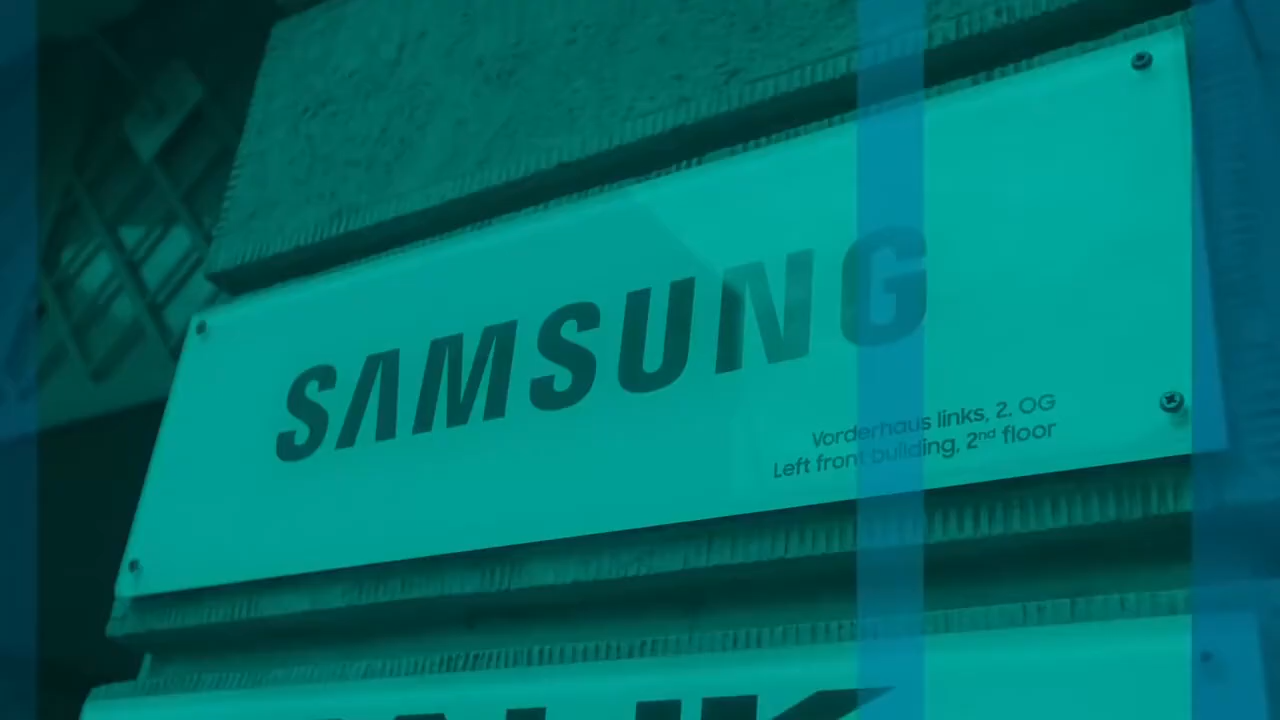 SAMSUNG
Vorderhaus links, 2. OG
Left front building, 2nd floor